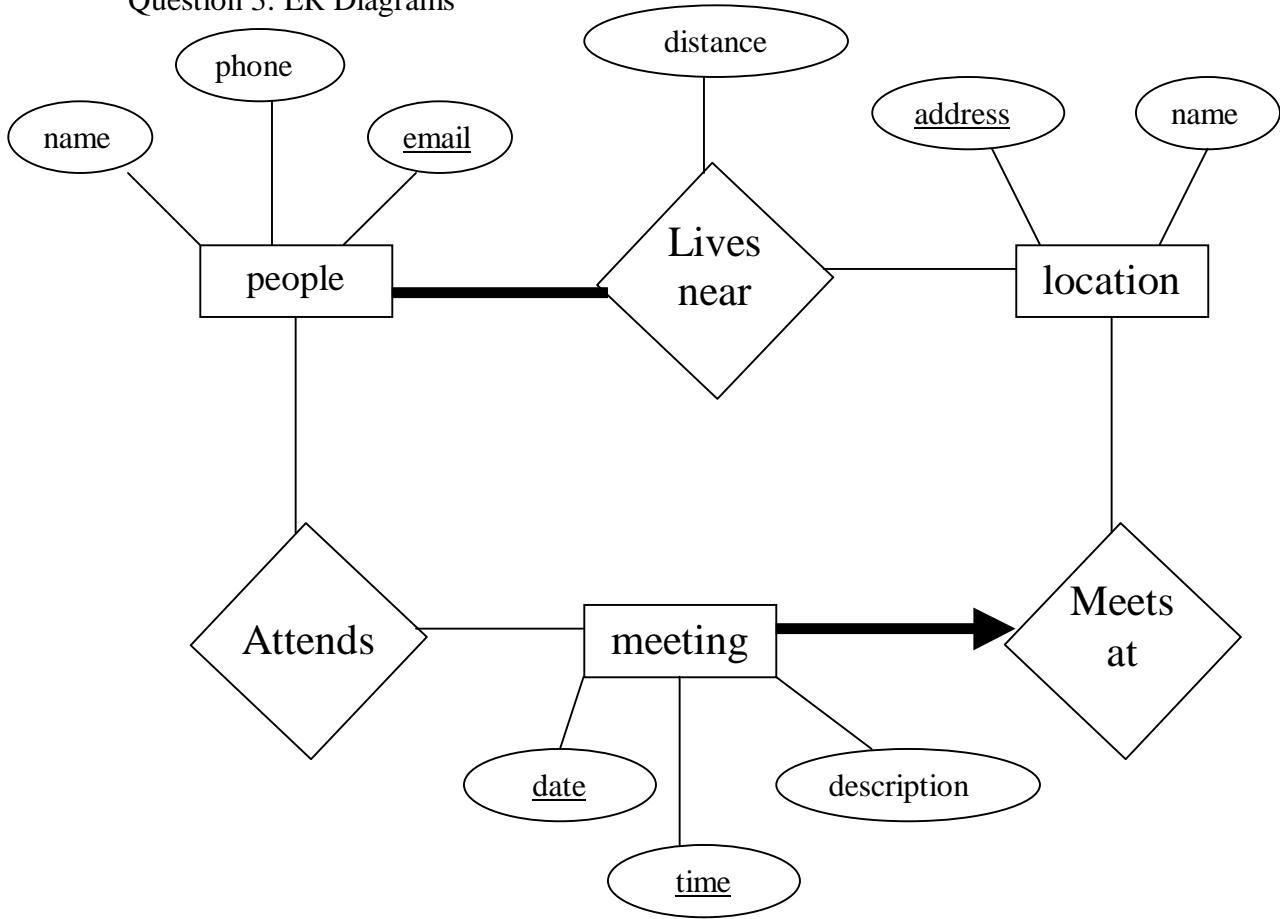 Question 3: ER Diagrams
distance
phone
address
name
name
email
Lives
near
people
location
Meets
at
Attends
meeting
date
description
time